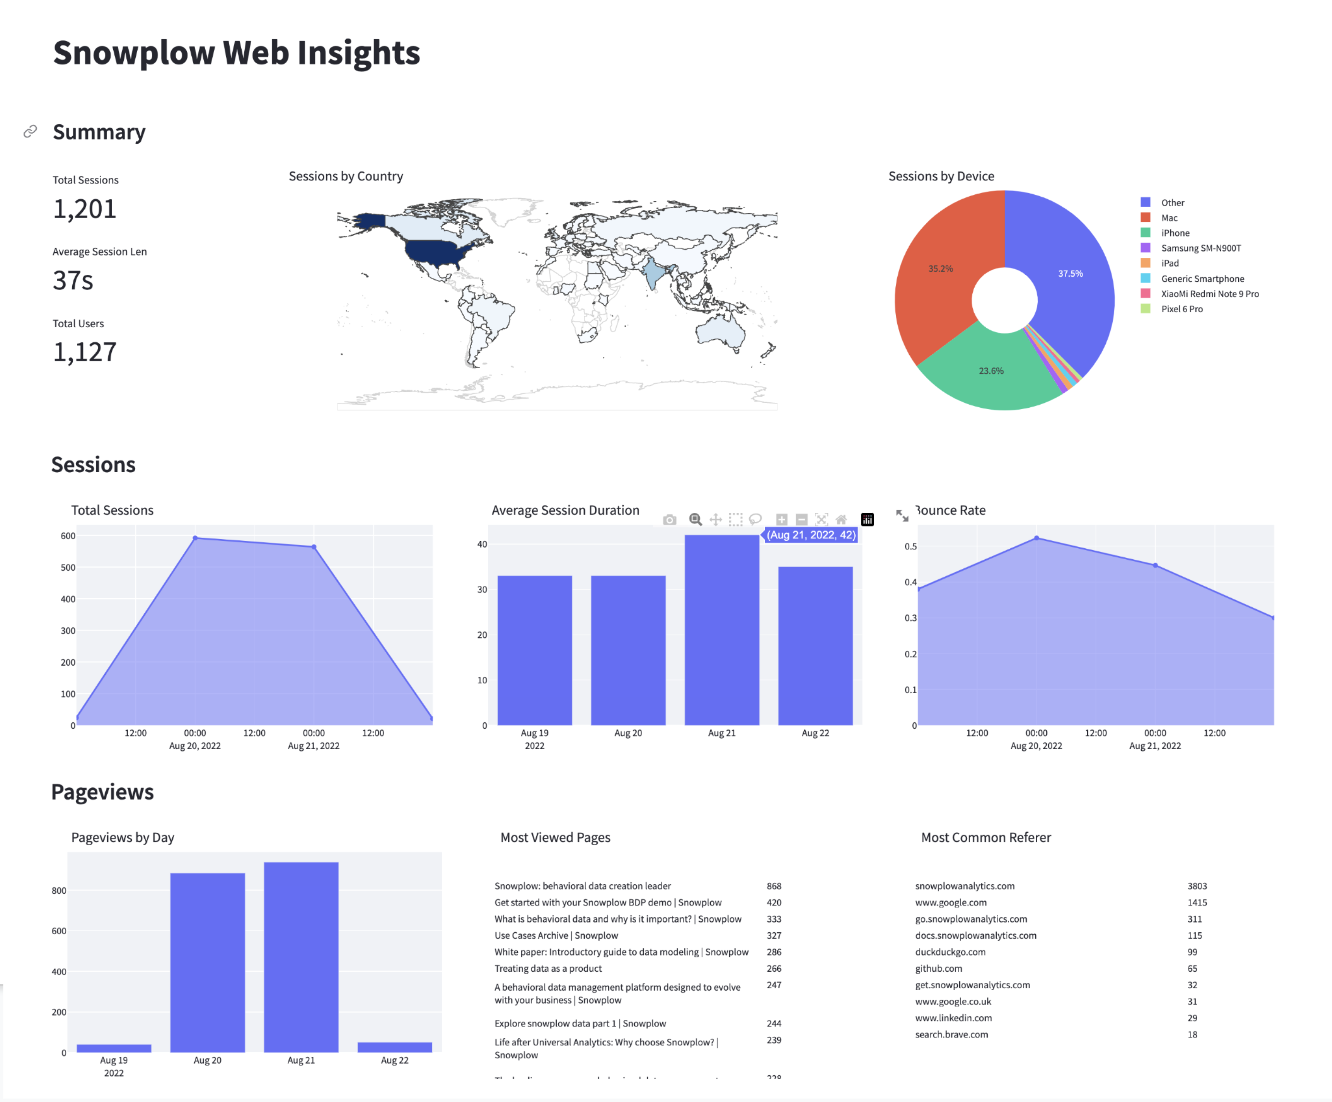 Snowplow Web Insights
Summary
Total Sessions
1,201
Average Session Len
37s
Total Users
1,127
Sessions by Country
Sessions by Device
35.2%
37.5%
23.6%
Other
Mac
iPhone
Samsung SM-N900T
iPad
Generic Smartphone
XiaoMi Redmi Note 9 Pro
Pixel 6 Pro
Sessions
Total Sessions
600
500
400
300
200
100
0
12:00 00:00 12:00 00:00 12:00
Aug 20, 2022 Aug 21, 2022
Average Session Duration
(Aug 21, 2022, 42)
40
30
20
10
0
Aug 19 Aug 20 Aug 21 Aug 22
2022
Bounce Rate
0.5
0.4
0.3
0.2
0.1
0
12:00 00:00 12:00 00:00 12:00
Aug 20, 2022 Aug 21, 2022
Pageviews
Pageviews by Day
800
600
400
200
0
Aug 19 Aug 20 Aug 21 Aug 22
2022
Most Viewed Pages
Snowplow: behavioral data creation leader 868
Get started with your Snowplow BDP demo | Snowplow 420
What is behavioral data and why is it important? | Snowplow 333
Use Cases Archive | Snowplow 327
White paper: Introductory guide to data modeling | Snowplow 286
Treating data as a product 266
A behavioral data management platform designed to evolve 247
with your business | Snowplow
Explore snowplow data part 1 | Snowplow 244
Life after Universal Analytics: Why choose Snowplow? | 239
Snowplow
Most Common Referer
snowplowanalytics.com 3803
www.google.com 1415
go.snowplowanalytics.com 311
docs.snowplowanalytics.com 115
duckduckgo.com 99
github.com 65
get.snowplowanalytics.com 32
www.google.co.uk 31
www.linkedin.com 29
search.brave.com 18